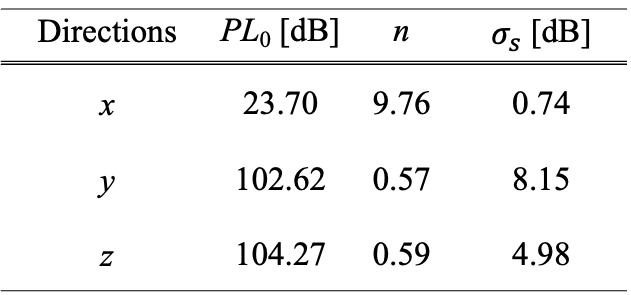 Directions PL₀ [dB] n σₛ [dB]
x 23.70 9.76 0.74
y 102.62 0.57 8.15
z 104.27 0.59 4.98